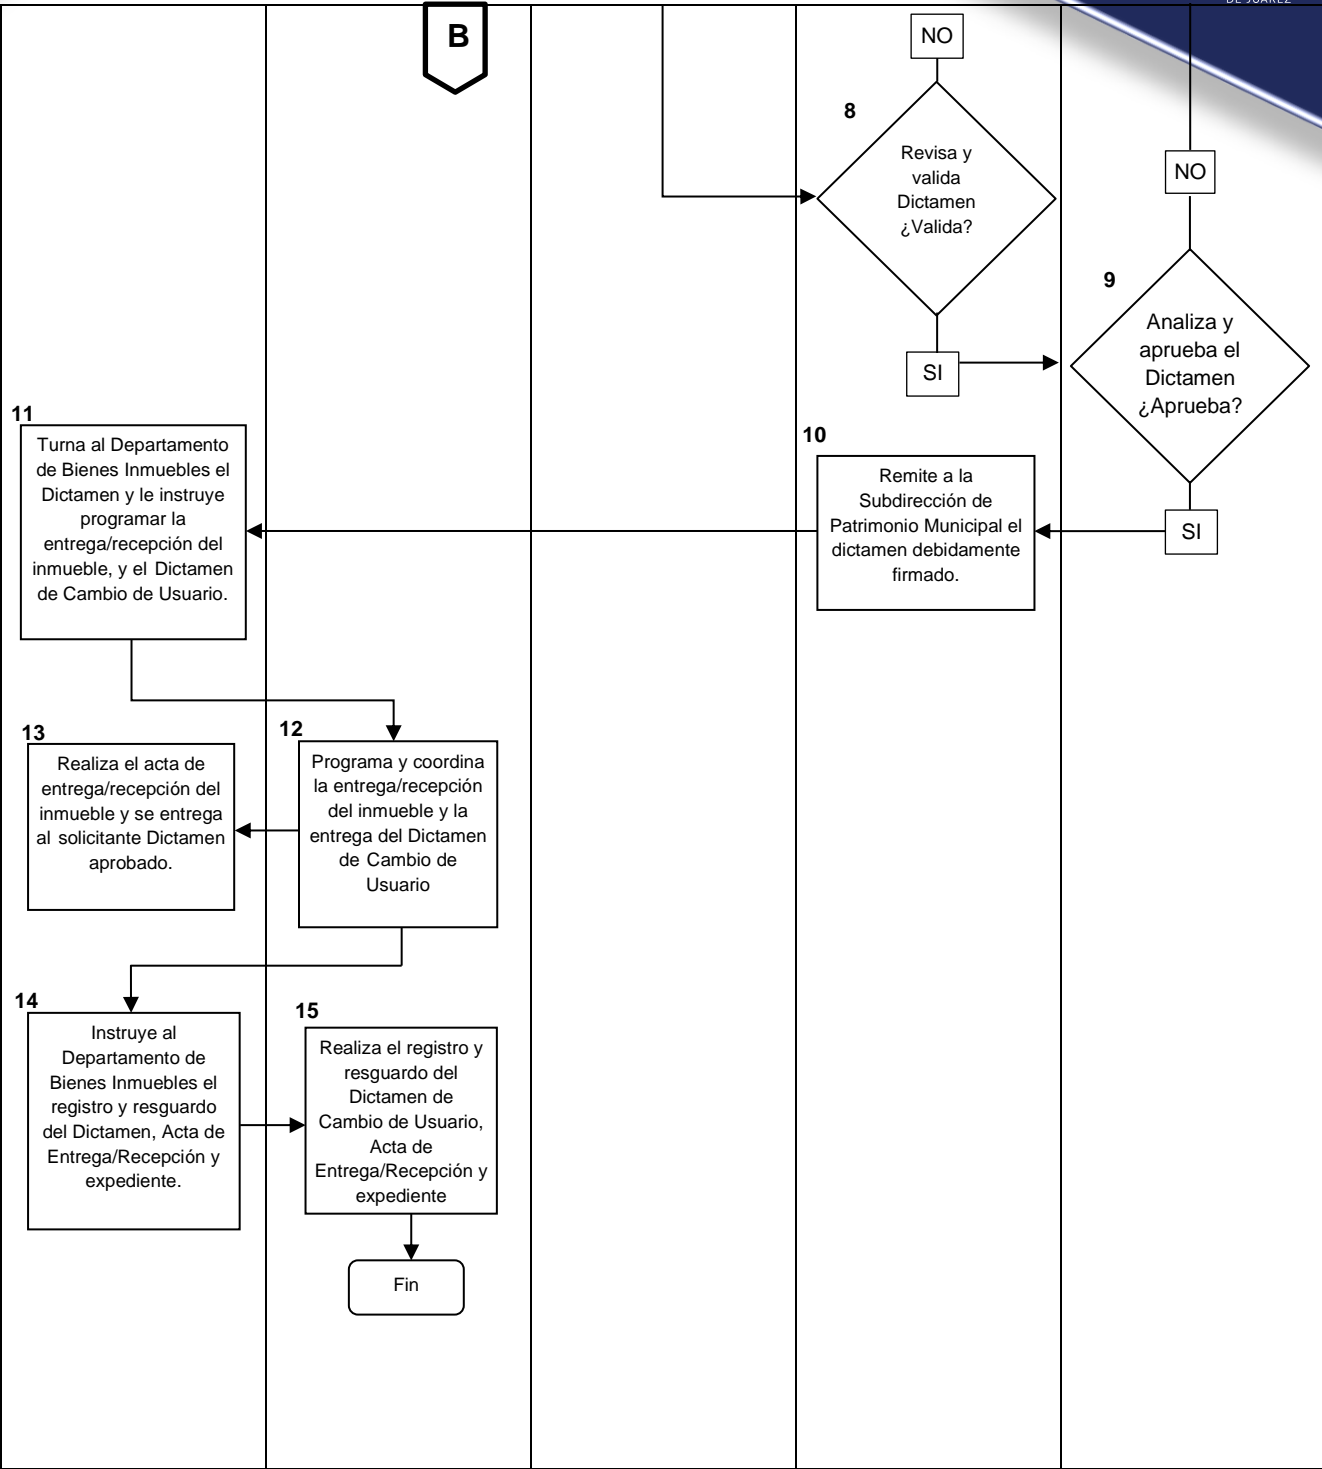 DE JUÁREZ
B
NO
8
Revisa y
valida
Dictamen
¿Valida?
SI
NO
9
Analiza y
aprueba el
Dictamen
¿Aprueba?
SI
10
Remite a la
Subdirección de
Patrimonio Municipal el
dictamen debidamente
firmado.
11
Turna al Departamento
de Bienes Inmuebles el
Dictamen y le instruye
programar la
entrega/recepción del
inmueble, y el Dictamen
de Cambio de Usuario.
12
Programa y coordina
la entrega/recepción
del inmueble y la
entrega del Dictamen
de Cambio de
Usuario
13
Realiza el acta de
entrega/recepción del
inmueble y se entrega
al solicitante Dictamen
aprobado.
14
Instruye al
Departamento de
Bienes Inmuebles el
registro y resguardo
del Dictamen, Acta de
Entrega/Recepción y
expediente.
15
Realiza el registro y
resguardo del
Dictamen de
Cambio de Usuario,
Acta de
Entrega/Recepción y
expediente
Fin